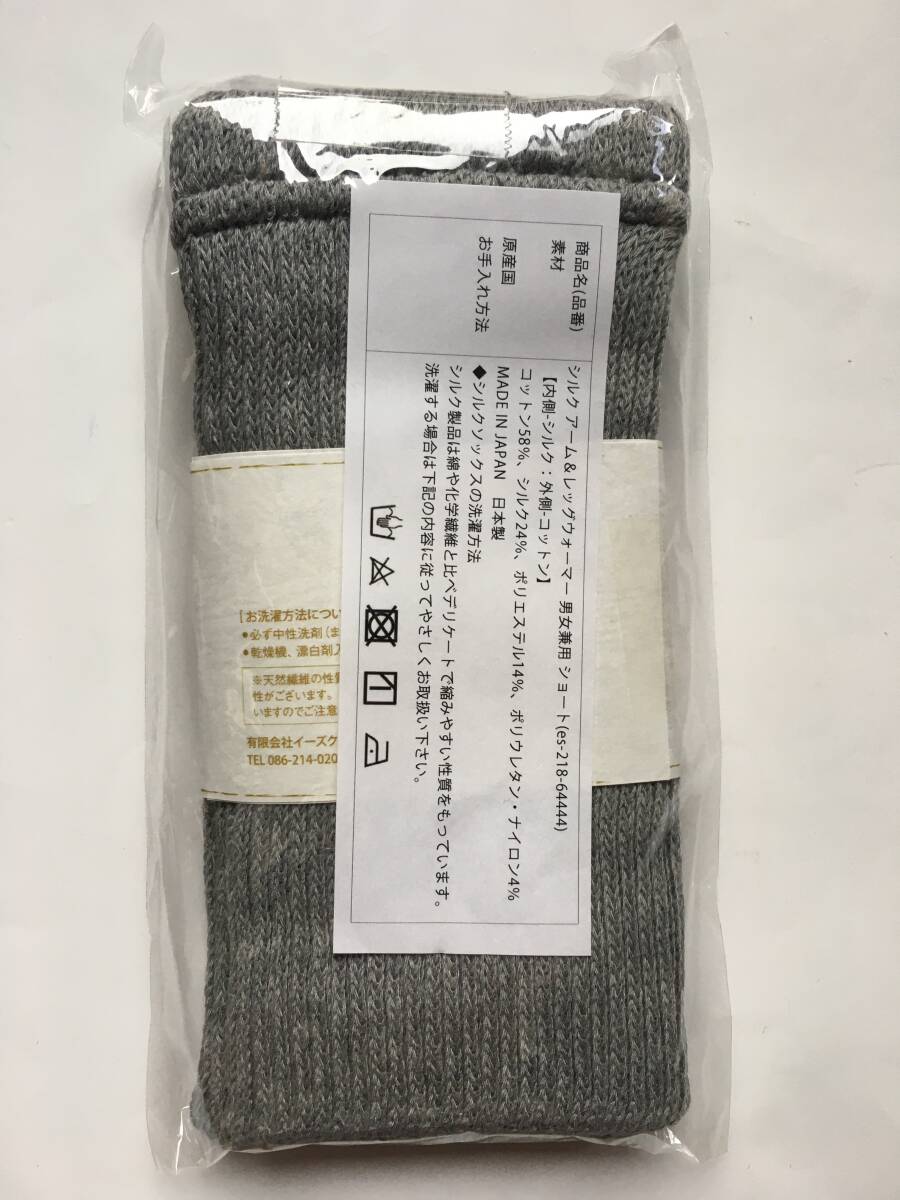 商品名(品番)
シルク アーム＆レッグウォーマー 男女兼用 ショート(es-218-64444)
素材
【内側-シルク：外側-コットン】
コットン58%、シルク24%、ポリエステル14%、ポリウレタン・ナイロン4%
原産国
MADE IN JAPAN 日本製
お手入れ方法
◆シルクソックスの洗濯方法
シルク製品は綿や化学繊維と比べデリケートで縮みやすい性質をもっています。
洗濯する場合は下記の内容に従ってやさしくお取扱い下さい。
[お洗濯方法につい
●必ず中性洗剤(ま
●乾燥機、漂白剤入
※天然繊維の性質
性がございます。
いますのでご注意
有限会社イーズク
TEL 086-214-020